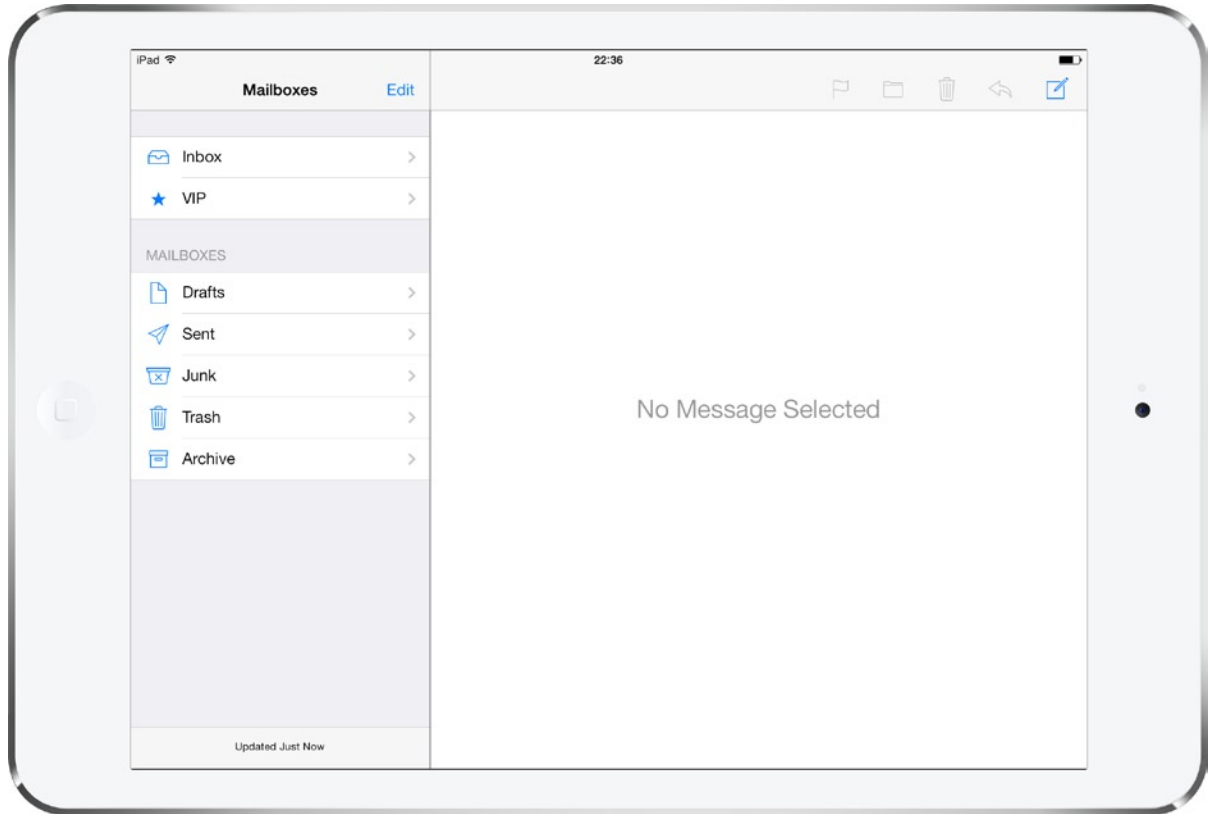 iPad 22:36
Mailboxes Edit
Inbox
VIP
MAILBOXES
Drafts
Sent
Junk
Trash
Archive
Updated Just Now
No Message Selected